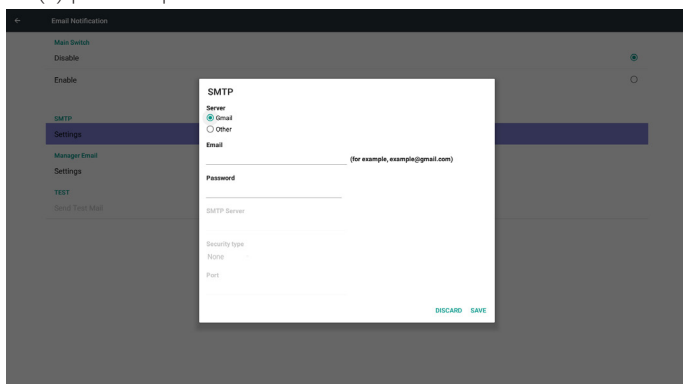 Email Notification
Main Switch
Disable
Enable
SMTP
Settings
Manager Email
Settings
TEST
Send Test Mail
SMTP
Server
Gmail
Other
Email
(for example, example@gmail.com)
Password
SMTP Server
Security type
None
Port
DISCARD SAVE